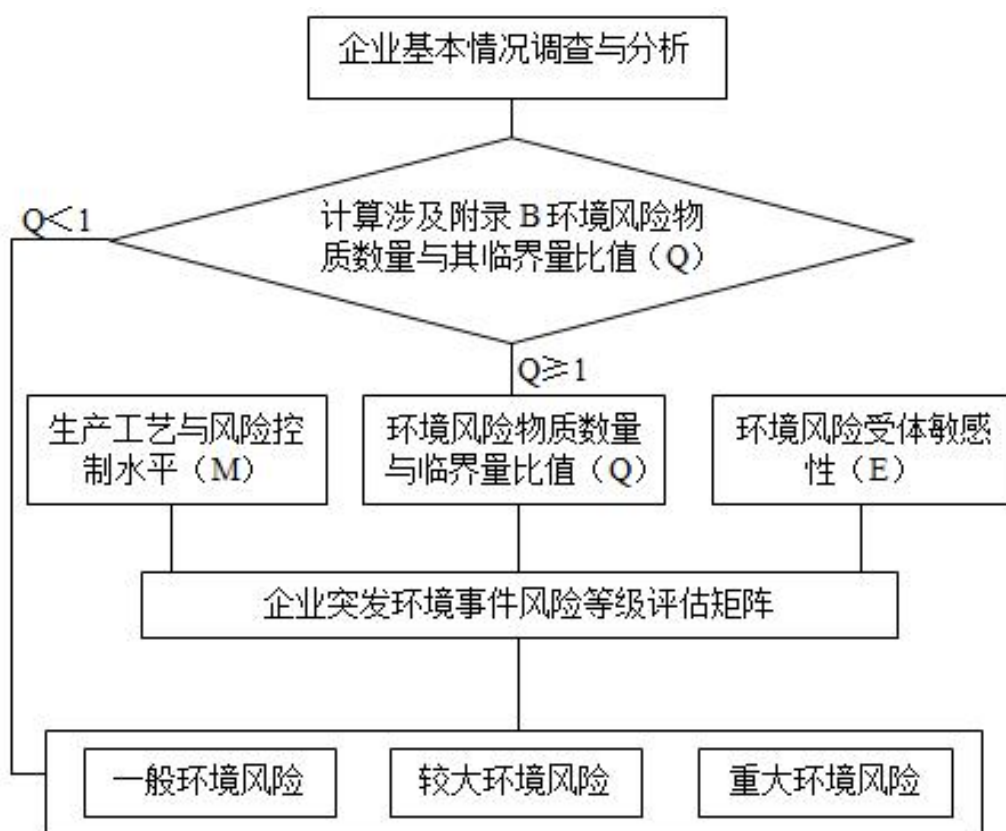 企业基本情况调查与分析
Q＜1
计算涉及附录 B 环境风险物
质数量与其临界量比值（Q）
Q≥1
生产工艺与风险控
制水平（M）
环境风险物质数量
与临界量比值（Q）
环境风险受体敏感
性（E）
企业突发环境事件风险等级评估矩阵
一般环境风险
较大环境风险
重大环境风险